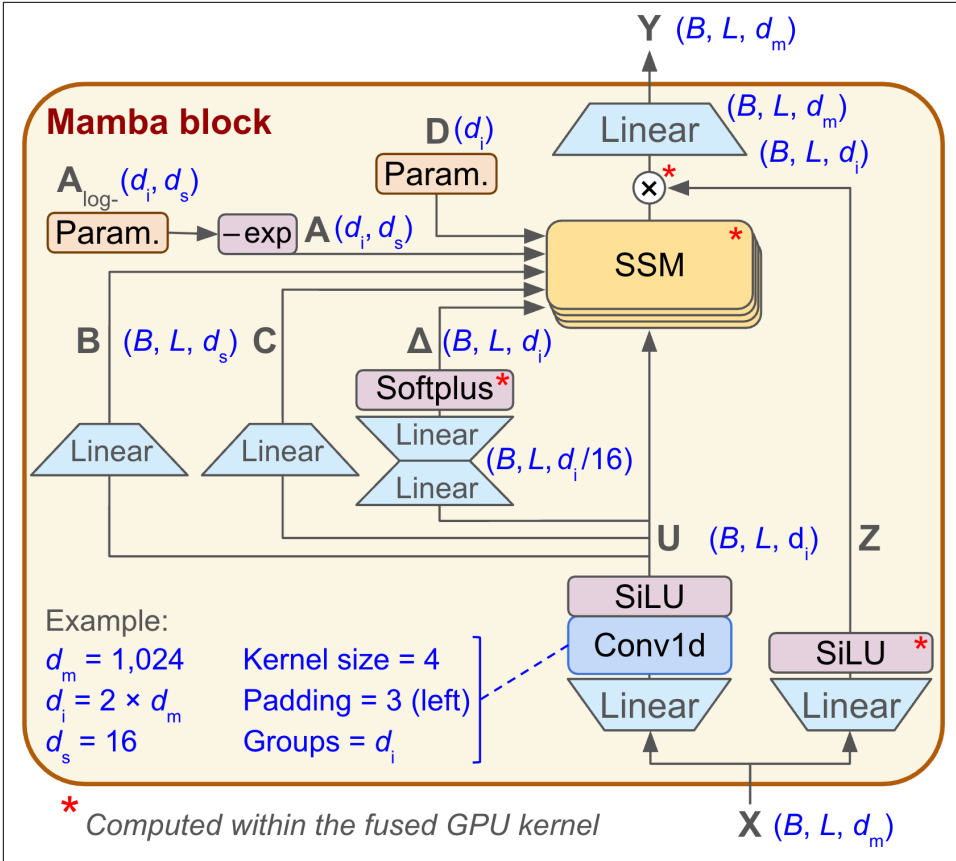 Y (B, L, dm)
Mamba block
Linear
(B, L, dm)
(B, L, di)
D (di)
Param.
*
×
Alog- (di, ds)
Param.
–exp
A (di, ds)
SSM *
B (B, L, ds) C
Δ (B, L, di)
Softplus*
Linear
Linear
Linear
Linear
(B, L, di/16)
U (B, L, di)
Z
SiLU
Conv1d
Linear
SiLU *
Linear
Example:
dm = 1,024
di = 2 × dm
ds = 16
Kernel size = 4
Padding = 3 (left)
Groups = di
* Computed within the fused GPU kernel
X (B, L, dm)